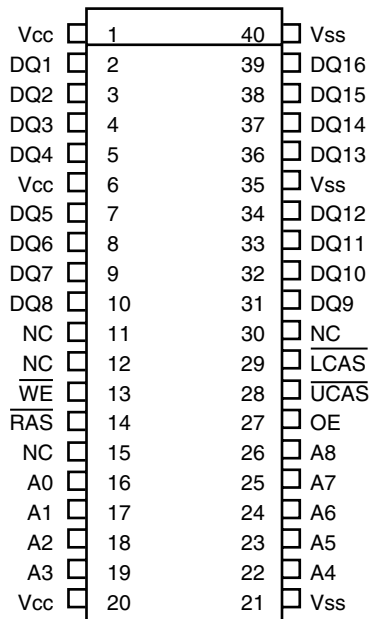 Vcc 1 40 Vss
DQ1 2 39 DQ16
DQ2 3 38 DQ15
DQ3 4 37 DQ14
DQ4 5 36 DQ13
Vcc 6 35 Vss
DQ5 7 34 DQ12
DQ6 8 33 DQ11
DQ7 9 32 DQ10
DQ8 10 31 DQ9
NC 11 30 NC
NC 12 29 L̅C̅A̅S̅
W̅E̅ 13 28 U̅C̅A̅S̅
R̅A̅S̅ 14 27 OE
NC 15 26 A8
A0 16 25 A7
A1 17 24 A6
A2 18 23 A5
A3 19 22 A4
Vcc 20 21 Vss